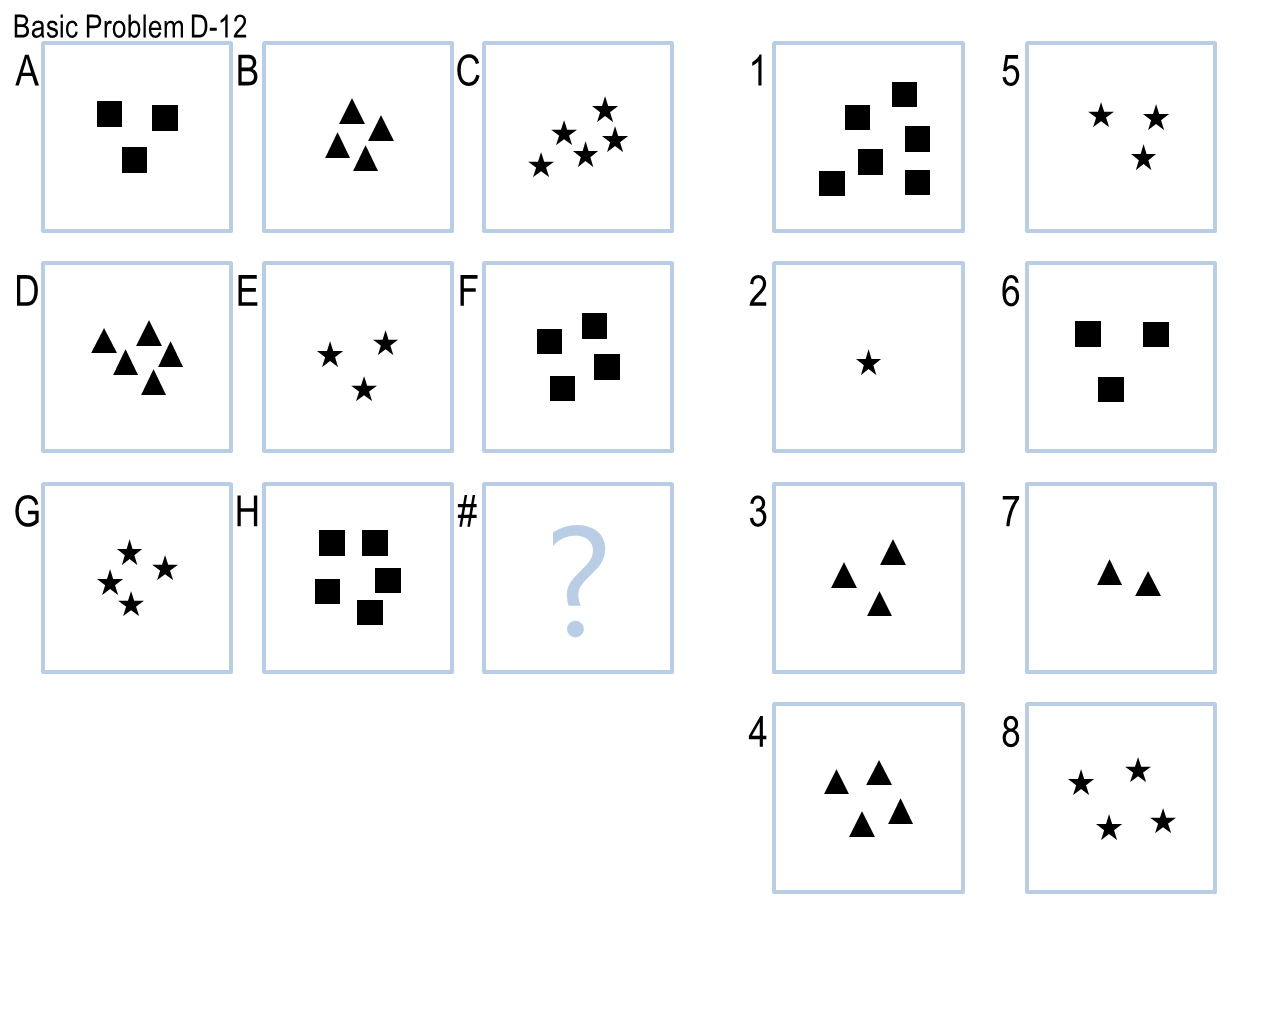 Basic Problem D-12
A B C 1 5
D E F 2 6
G H # ? 3 7
4 8